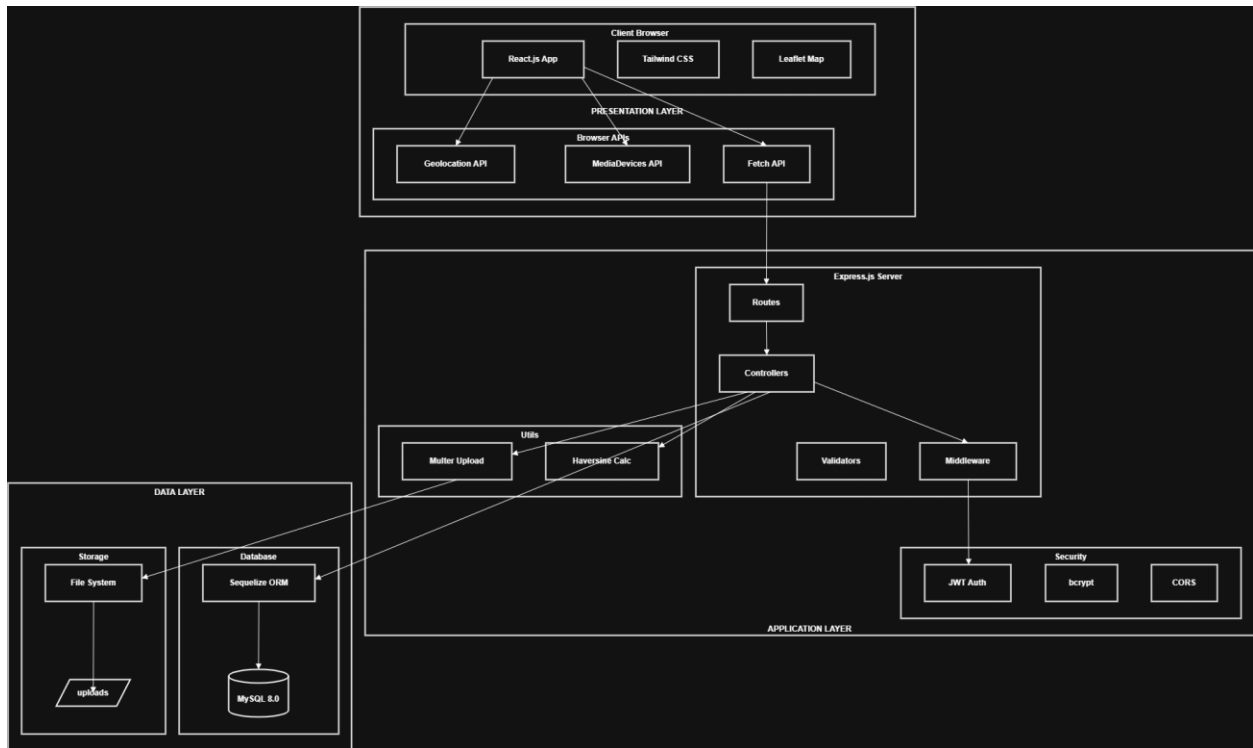 Client Browser
React.js App
Tailwind CSS
Leaflet Map
PRESENTATION LAYER
Browser APIs
Geolocation API
MediaDevices API
Fetch API
Express.js Server
Routes
Controllers
Utils
Multer Upload
Haversine Calc
Validators
Middleware
DATA LAYER
Storage
Database
File System
Sequelize ORM
Security
JWT Auth
bcrypt
CORS
APPLICATION LAYER
uploads
MySQL 8.0